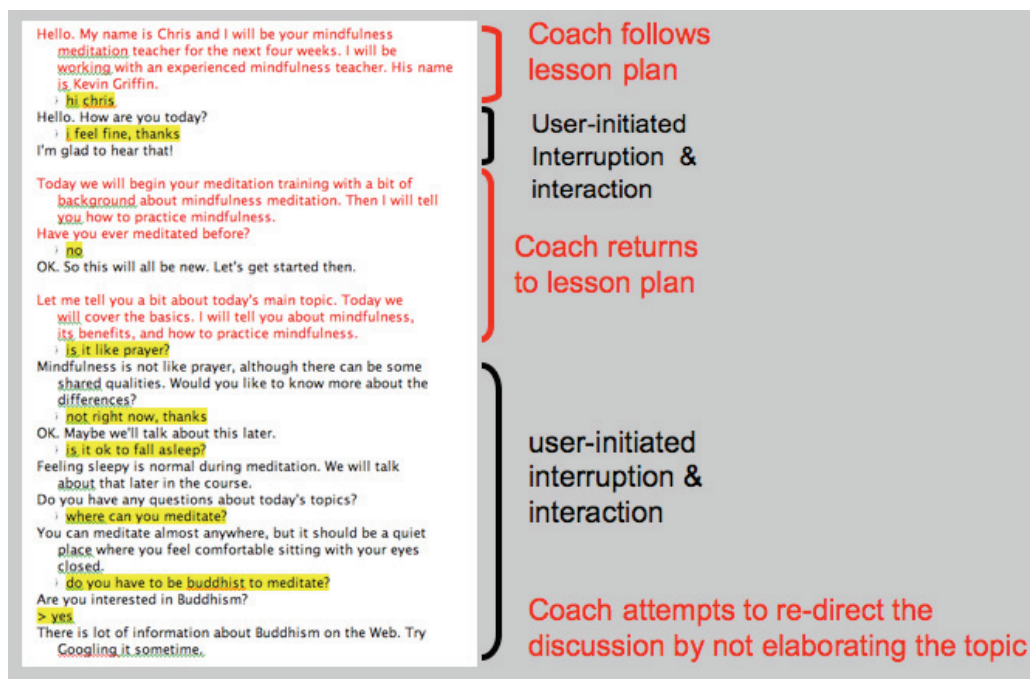 Hello. My name is Chris and I will be your mindfulness
meditation teacher for the next four weeks. I will be
working with an experienced mindfulness teacher. His name
is Kevin Griffin.
› hi chris
Hello. How are you today?
› i feel fine, thanks
I'm glad to hear that!
Today we will begin your meditation training with a bit of
background about mindfulness meditation. Then I will tell
you how to practice mindfulness.
Have you ever meditated before?
› no
OK. So this will all be new. Let's get started then.
Let me tell you a bit about today's main topic. Today we
will cover the basics. I will tell you about mindfulness,
its benefits, and how to practice mindfulness.
› is it like prayer?
Mindfulness is not like prayer, although there can be some
shared qualities. Would you like to know more about the
differences?
› not right now, thanks
OK. Maybe we'll talk about this later.
› is it ok to fall asleep?
Feeling sleepy is normal during meditation. We will talk
about that later in the course.
Do you have any questions about today's topics?
› where can you meditate?
You can meditate almost anywhere, but it should be a quiet
place where you feel comfortable sitting with your eyes
closed.
› do you have to be buddhist to meditate?
Are you interested in Buddhism?
> yes
There is lot of information about Buddhism on the Web. Try
Googling it sometime.
Coach follows
lesson plan
User-initiated
Interruption &
interaction
Coach returns
to lesson plan
user-initiated
interruption &
interaction
Coach attempts to re-direct the
discussion by not elaborating the topic